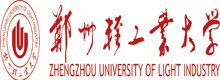 郑州轻工业大学
ZHENGZHOU UNIVERSITY OF LIGHT INDUSTRY